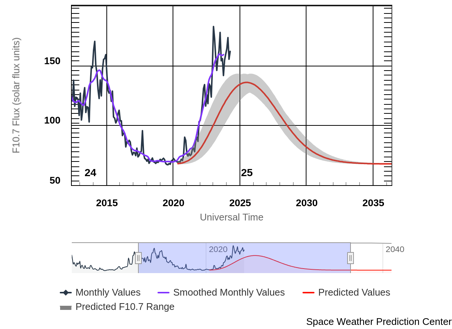 F10.7 Flux (solar flux units)
150
100
50
24
25
2015
2020
2025
2030
2035
Universal Time
2020
2040
Monthly Values
Smoothed Monthly Values
Predicted Values
Predicted F10.7 Range
Space Weather Prediction Center